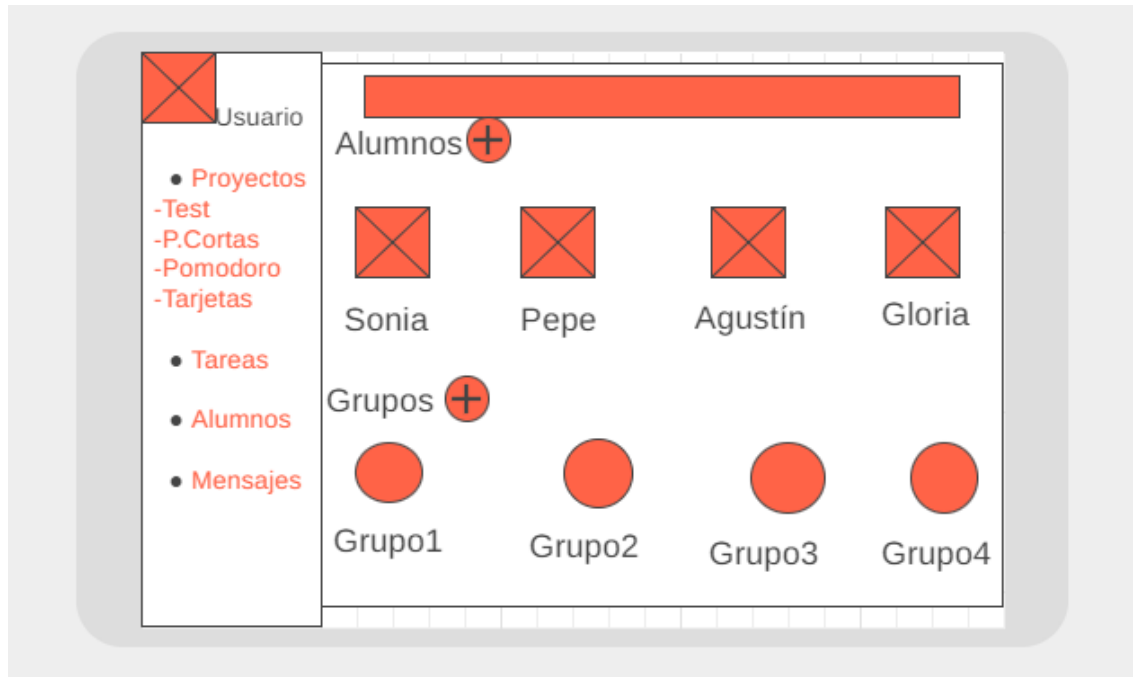 Usuario
● Proyectos
-Test
-P.Cortas
-Pomodoro
-Tarjetas
● Tareas
● Alumnos
● Mensajes
Alumnos +
Sonia Pepe Agustín Gloria
Grupos +
Grupo1 Grupo2 Grupo3 Grupo4